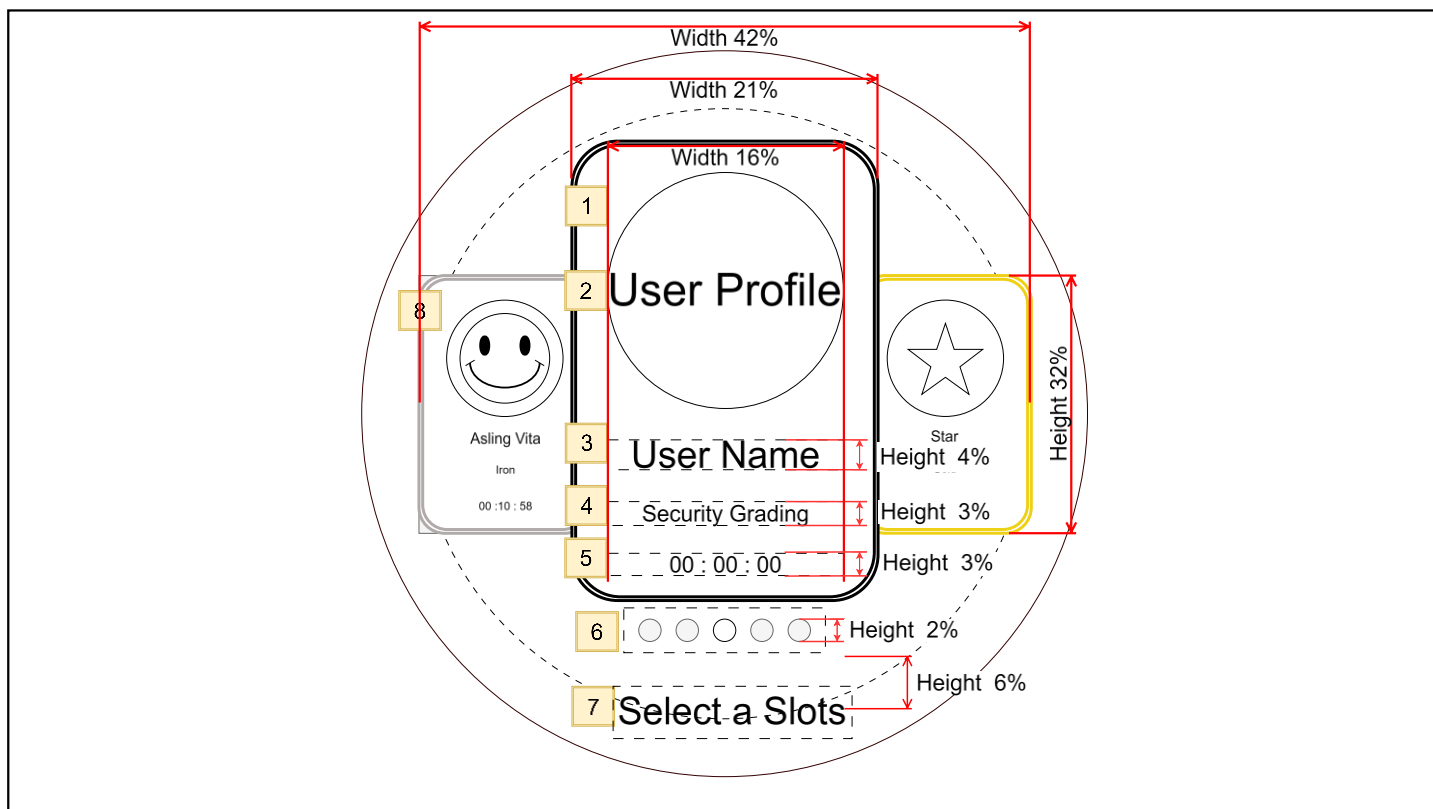 Width 42%
Width 21%
Width 16%
1
2
User Profile
8
Height 32%
Asling Vita
Iron
00 :10 : 58
Star
3
User Name
Height 4%
4
Security Grading
Height 3%
5
00 : 00 : 00
Height 3%
6
Height 2%
Height 6%
7
Select a Slots